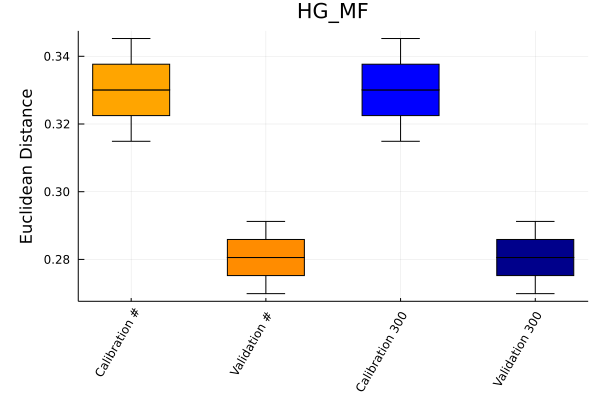 HG_MF
Euclidean Distance
0.34
0.32
0.30
0.28
Calibration #
Validation #
Calibration 300
Validation 300